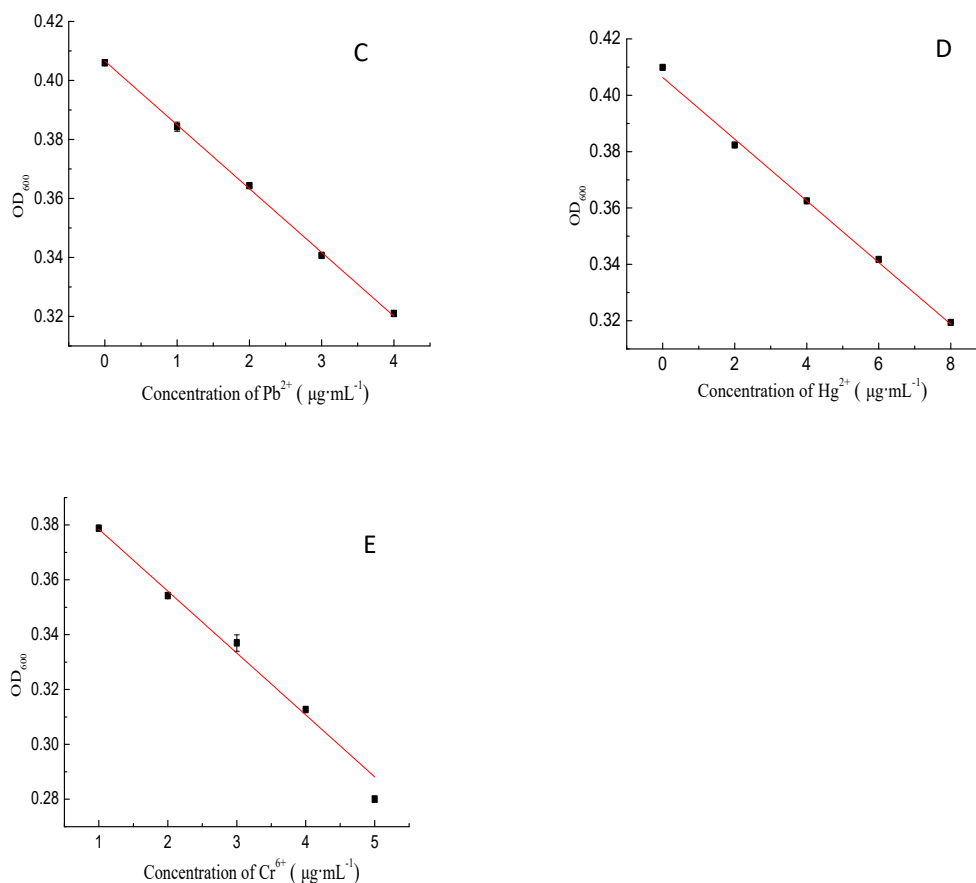 C
0.42
0.40
0.38
0.36
0.34
0.32
OD₆₀₀
0 1 2 3 4
Concentration of Pb²⁺ ( μg·mL⁻¹)
D
0.42
0.40
0.38
0.36
0.34
0.32
OD₆₀₀
0 2 4 6 8
Concentration of Hg²⁺ ( μg·mL⁻¹)
E
0.38
0.36
0.34
0.32
0.30
0.28
OD₆₀₀
1 2 3 4 5
Concentration of Cr⁶⁺ ( μg·mL⁻¹)